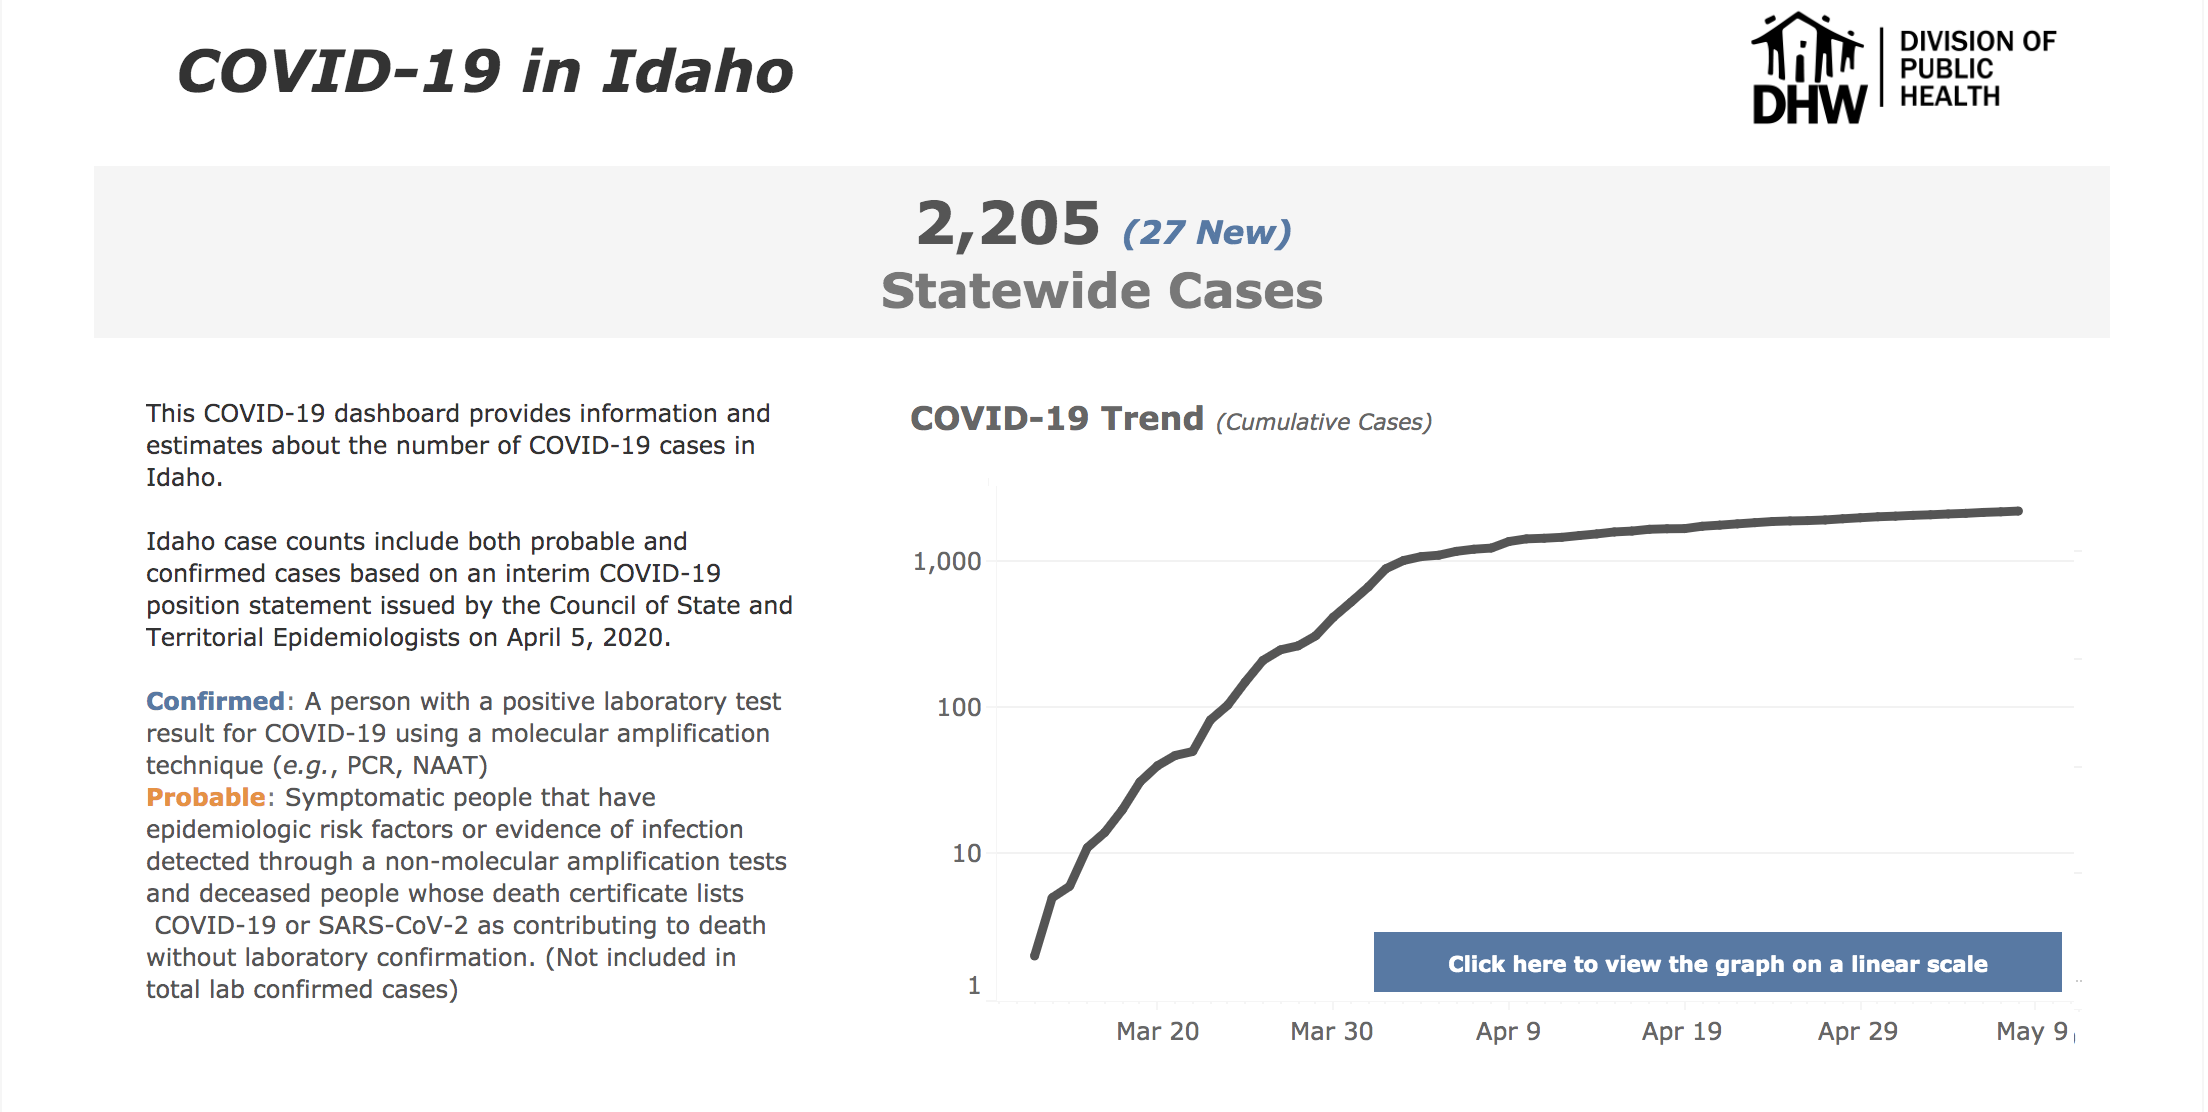 COVID-19 in Idaho
DHW
DIVISION OF
PUBLIC
HEALTH
2,205 (27 New)
Statewide Cases
This COVID-19 dashboard provides information and
estimates about the number of COVID-19 cases in
Idaho.
Idaho case counts include both probable and
confirmed cases based on an interim COVID-19
position statement issued by the Council of State and
Territorial Epidemiologists on April 5, 2020.
Confirmed: A person with a positive laboratory test
result for COVID-19 using a molecular amplification
technique (e.g., PCR, NAAT)
Probable: Symptomatic people that have
epidemiologic risk factors or evidence of infection
detected through a non-molecular amplification tests
and deceased people whose death certificate lists
COVID-19 or SARS-CoV-2 as contributing to death
without laboratory confirmation. (Not included in
total lab confirmed cases)
COVID-19 Trend (Cumulative Cases)
1,000
100
10
1
Click here to view the graph on a linear scale
Mar 20 Mar 30 Apr 9 Apr 19 Apr 29 May 9